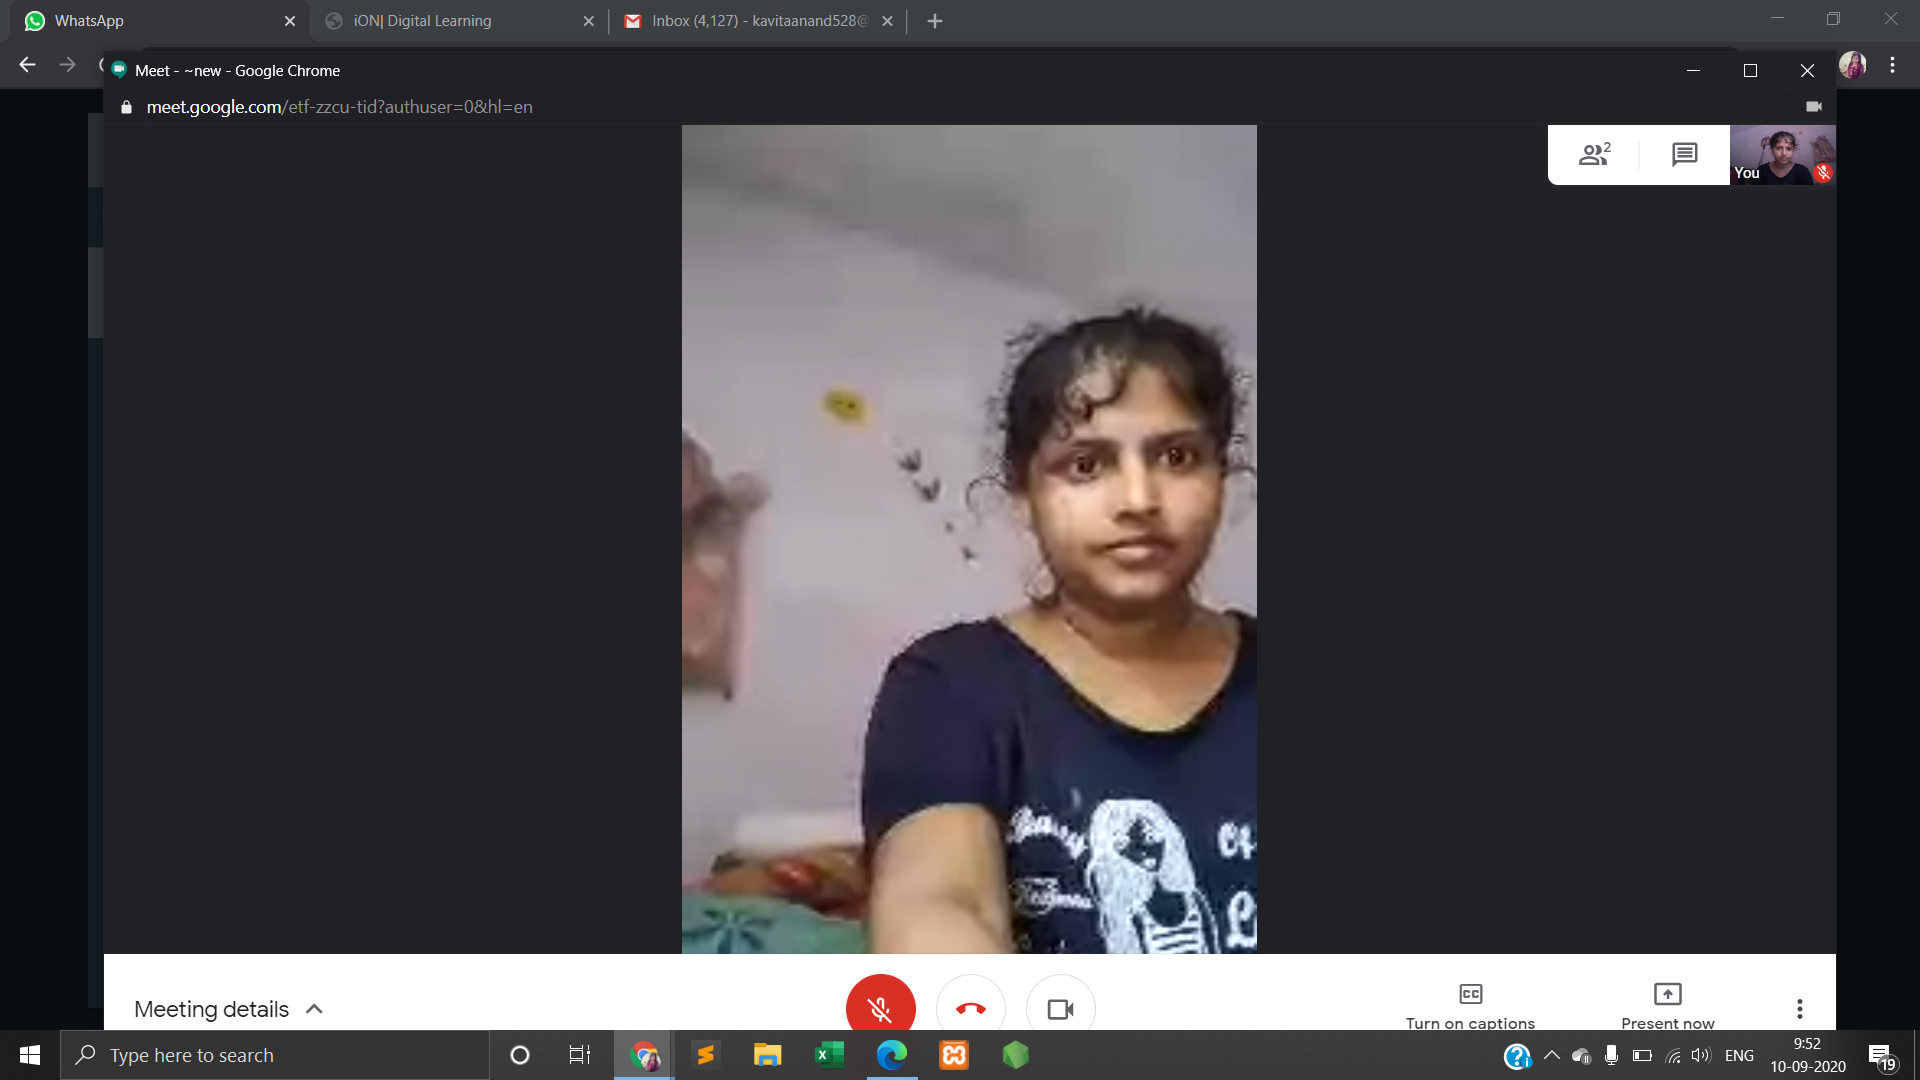 WhatsApp
iON| Digital Learning
Inbox (4,127) - kavitaanand528@
Meet - ~new - Google Chrome
meet.google.com/etf-zzcu-tid?authuser=0&hl=en
2
You
Meeting details
CC
Turn on captions
Present now
Type here to search
ENG
9:52
10-09-2020
19